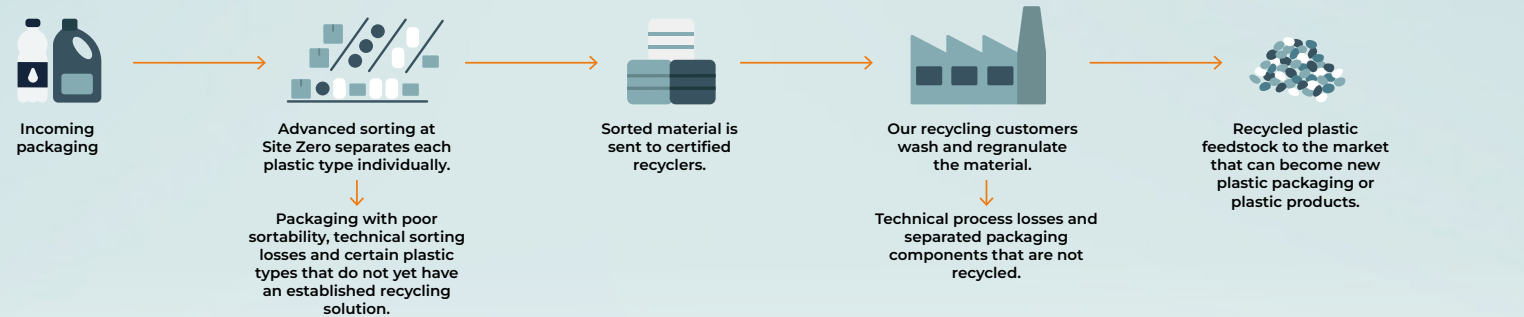 Incoming
packaging
Advanced sorting at
Site Zero separates each
plastic type individually.
Packaging with poor
sortability, technical sorting
losses and certain plastic
types that do not yet have
an established recycling
solution.
Sorted material is
sent to certified
recyclers.
Our recycling customers
wash and regranulate
the material.
Technical process losses and
separated packaging
components that are not
recycled.
Recycled plastic
feedstock to the market
that can become new
plastic packaging or
plastic products.